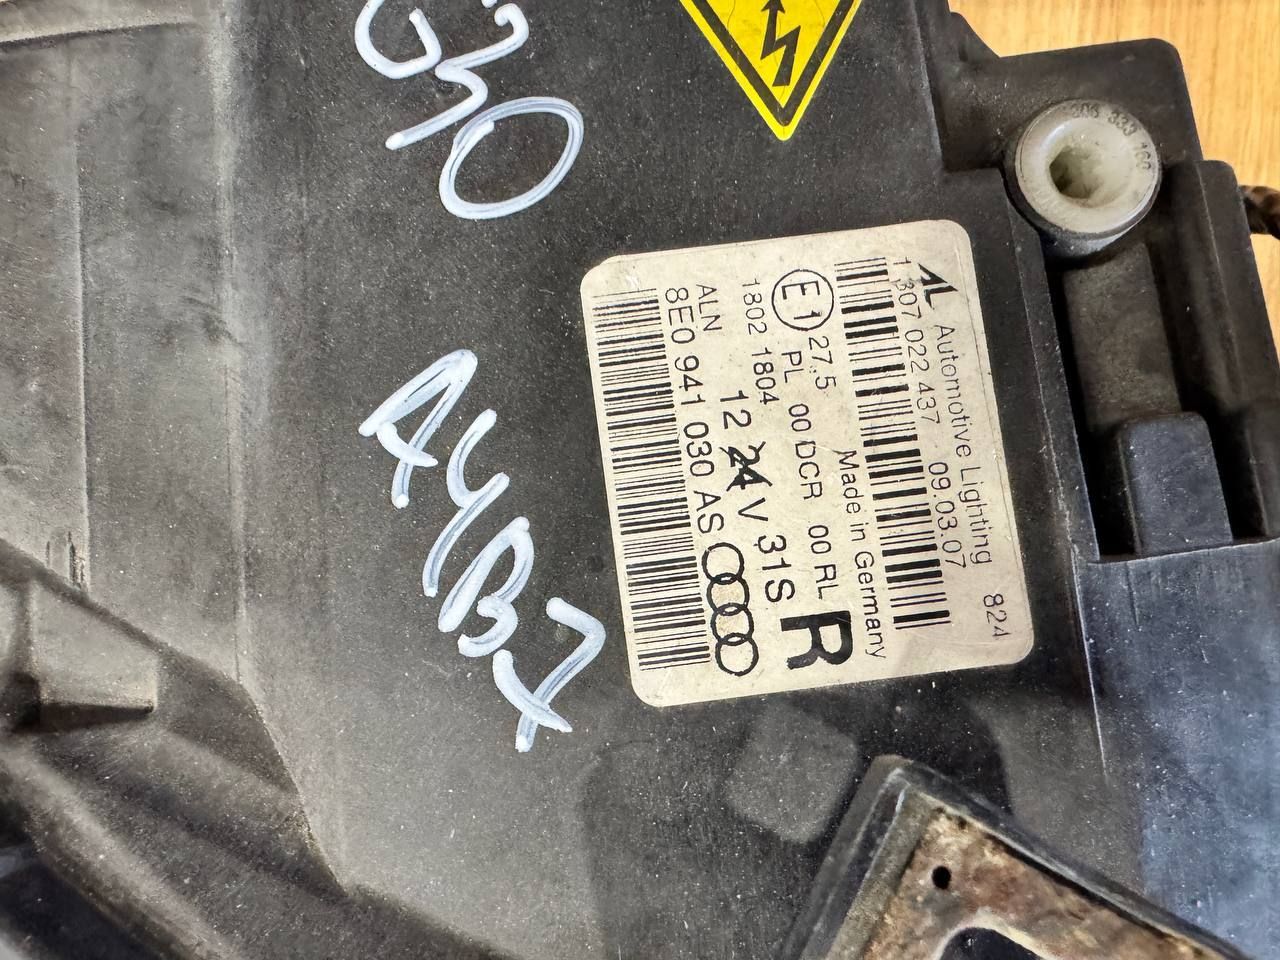 G30
A4B7
AL Automotive Lighting 824
1 307 022 437 09.03.07
Made in Germany
E1 27.5
PL 00 DCR 00 RL
R
1802 1804
12 24 V 31S
ALN
8E0 941 030 AS